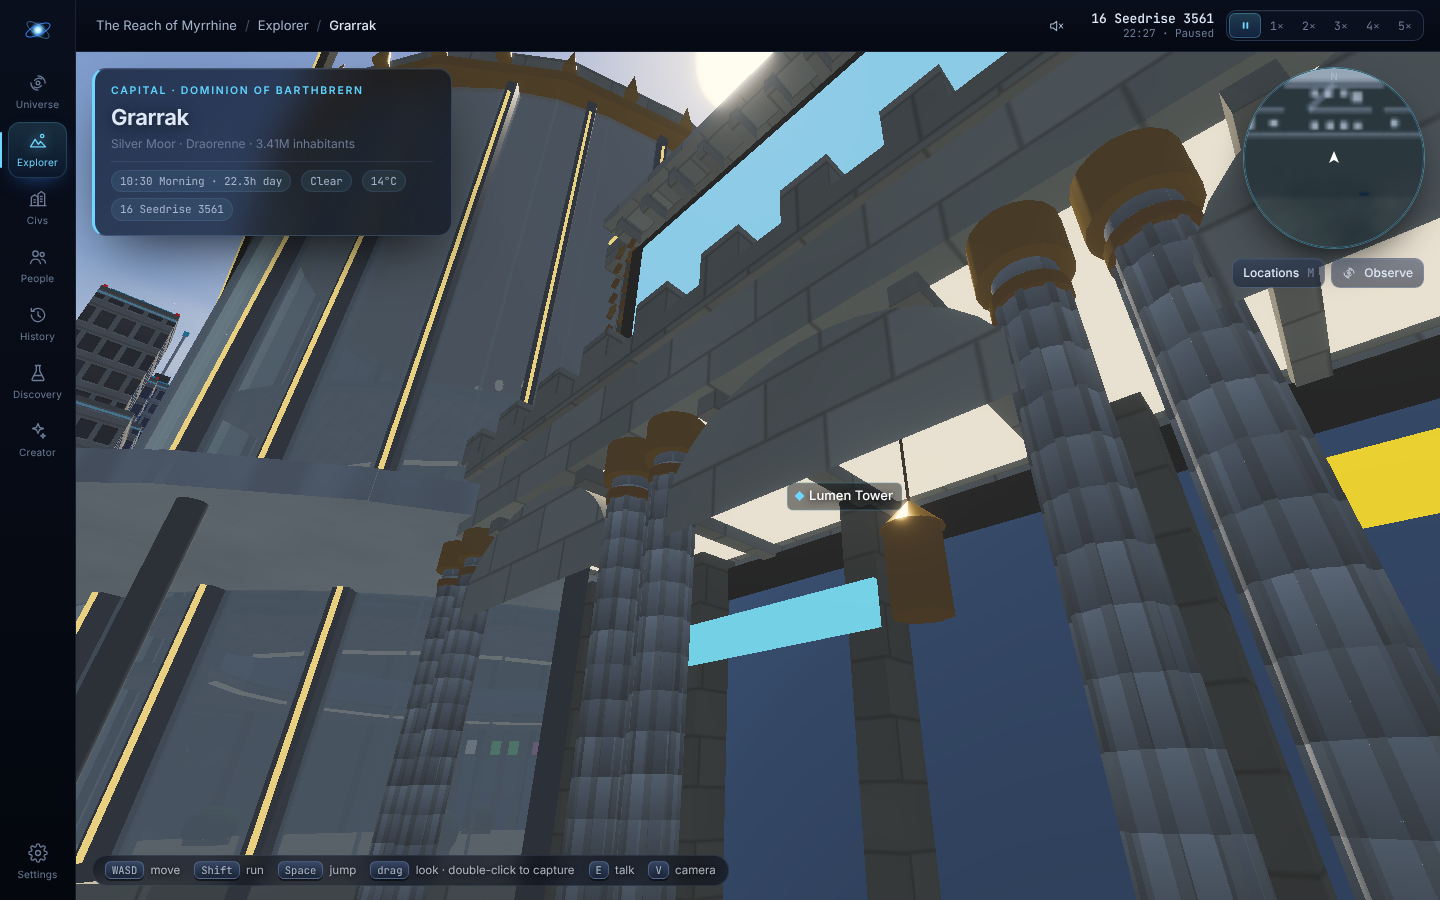 The Reach of Myrrhine / Explorer / Grarrak
16 Seedrise 3561
22:27 · Paused
1× 2× 3× 4× 5×
Universe
Explorer
Civs
People
History
Discovery
Creator
Settings
CAPITAL · DOMINION OF BARTHBRERN
Grarrak
Silver Moor · Draorenne · 3.41M inhabitants
10:30 Morning · 22.3h day
Clear
14°C
16 Seedrise 3561
N
Locations M
Observe
Lumen Tower
WASD move Shift run Space jump drag look · double-click to capture E talk V camera